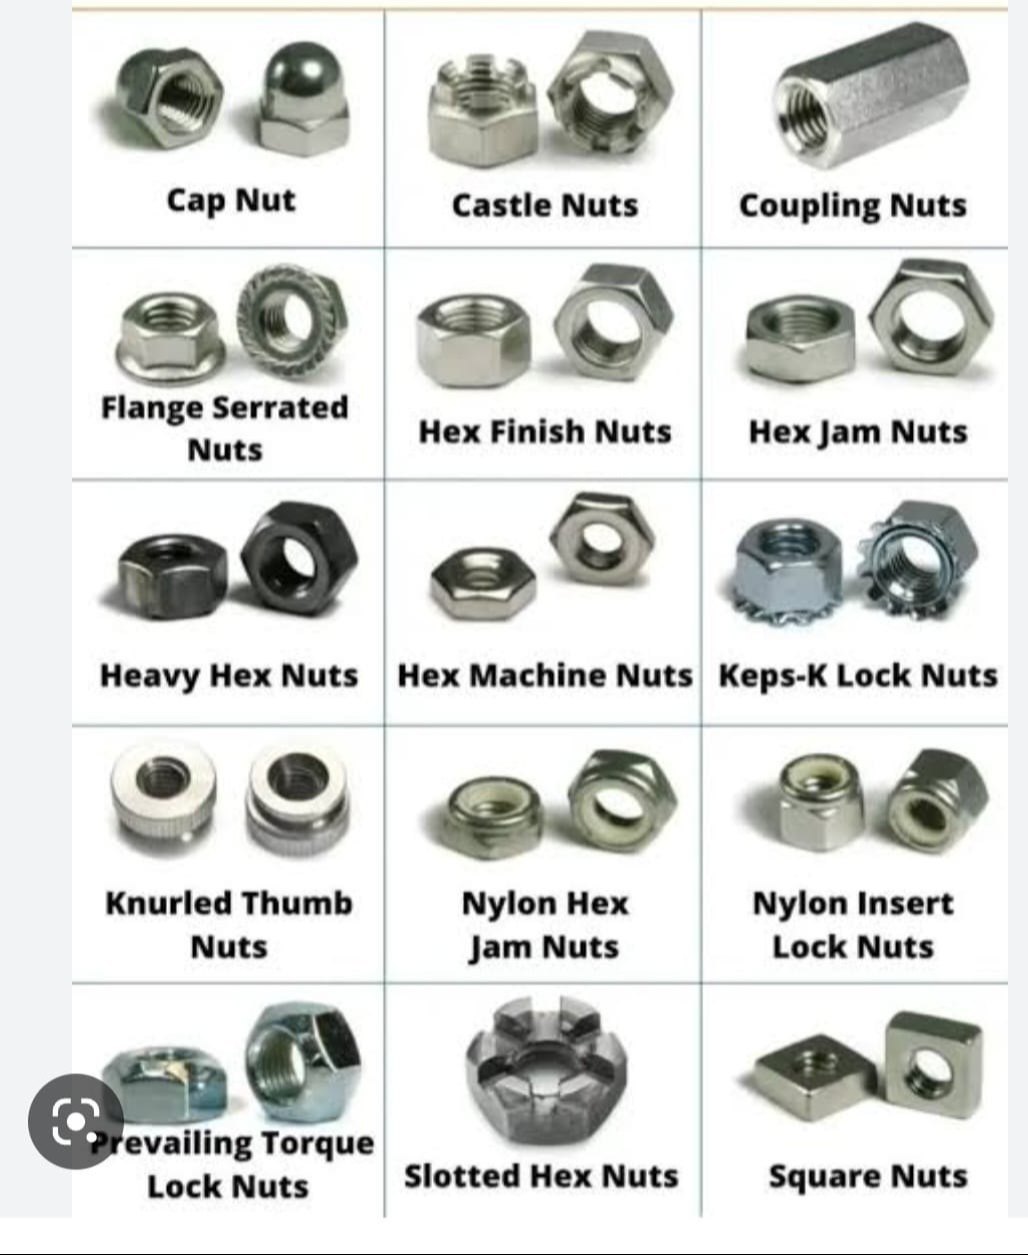 Cap Nut
Castle Nuts
Coupling Nuts
Flange Serrated
Nuts
Hex Finish Nuts
Hex Jam Nuts
Heavy Hex Nuts
Hex Machine Nuts
Keps-K Lock Nuts
Knurled Thumb
Nuts
Nylon Hex
Jam Nuts
Nylon Insert
Lock Nuts
Prevailing Torque
Lock Nuts
Slotted Hex Nuts
Square Nuts